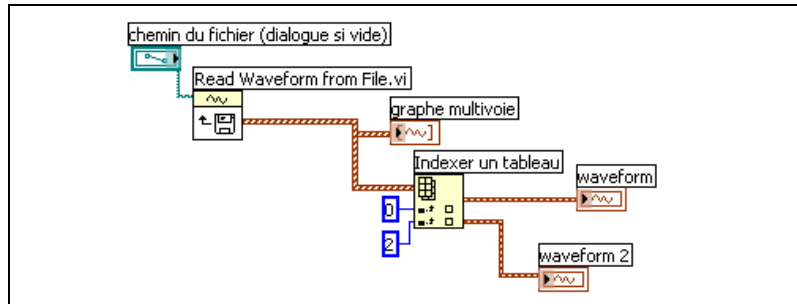 chemin du fichier (dialogue si vide)
Read Waveform from File.vi
graphe multivoie
Indexer un tableau
waveform
0
2
waveform 2